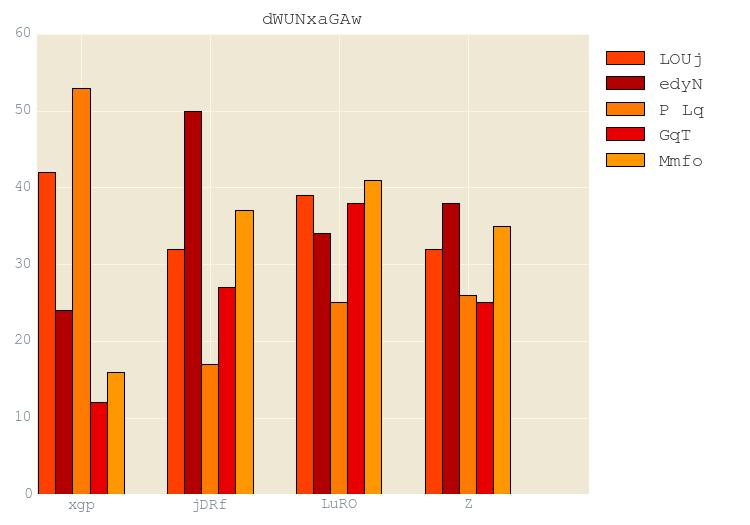 dWUNxaGAw
60
50
40
30
20
10
0
xgp jDRf LuRO Z
LOUj
edyN
P Lq
GqT
Mmfo